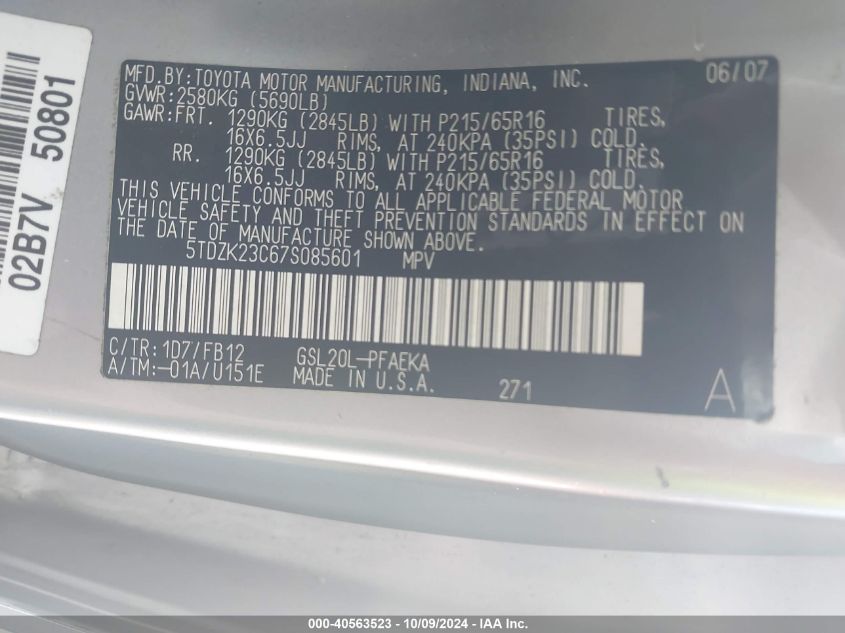 MFD.BY:TOYOTA MOTOR MANUFACTURING, INDIANA, INC. 06/07
GVWR:2580KG (5690LB)
GAWR:FRT. 1290KG (2845LB) WITH P215/65R16 TIRES,
16X6.5JJ RIMS, AT 240KPA (35PSI) COLD.
RR. 1290KG (2845LB) WITH P215/65R16 TIRES,
16X6.5JJ RIMS, AT 240KPA (35PSI) COLD.
THIS VEHICLE CONFORMS TO ALL APPLICABLE FEDERAL MOTOR
VEHICLE SAFETY AND THEFT PREVENTION STANDARDS IN EFFECT ON
THE DATE OF MANUFACTURE SHOWN ABOVE.
5TDZK23C67S085601 MPV
C/TR:1D7/FB12 GSL20L-PFAEKA
A/TM:-01A/U151E MADE IN U.S.A. 271 A
02B7V 50801
000-40563523 - 10/09/2024 - IAA Inc.